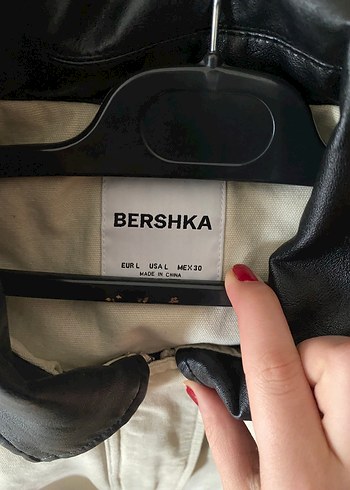 BERSHKA
EUR L USA L MEX 30
MADE IN CHINA